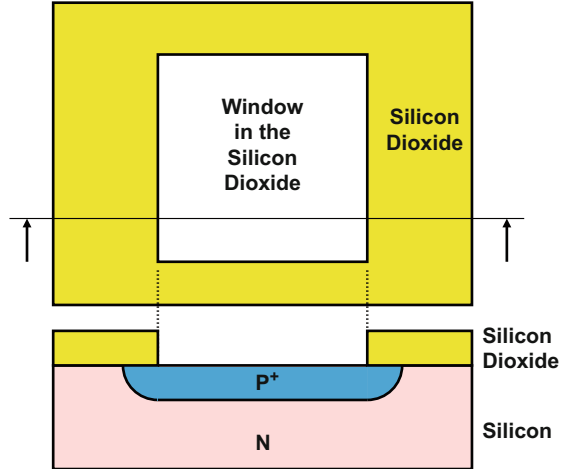 Window
in the
Silicon
Dioxide
Silicon
Dioxide
Silicon
Dioxide
P+
N
Silicon